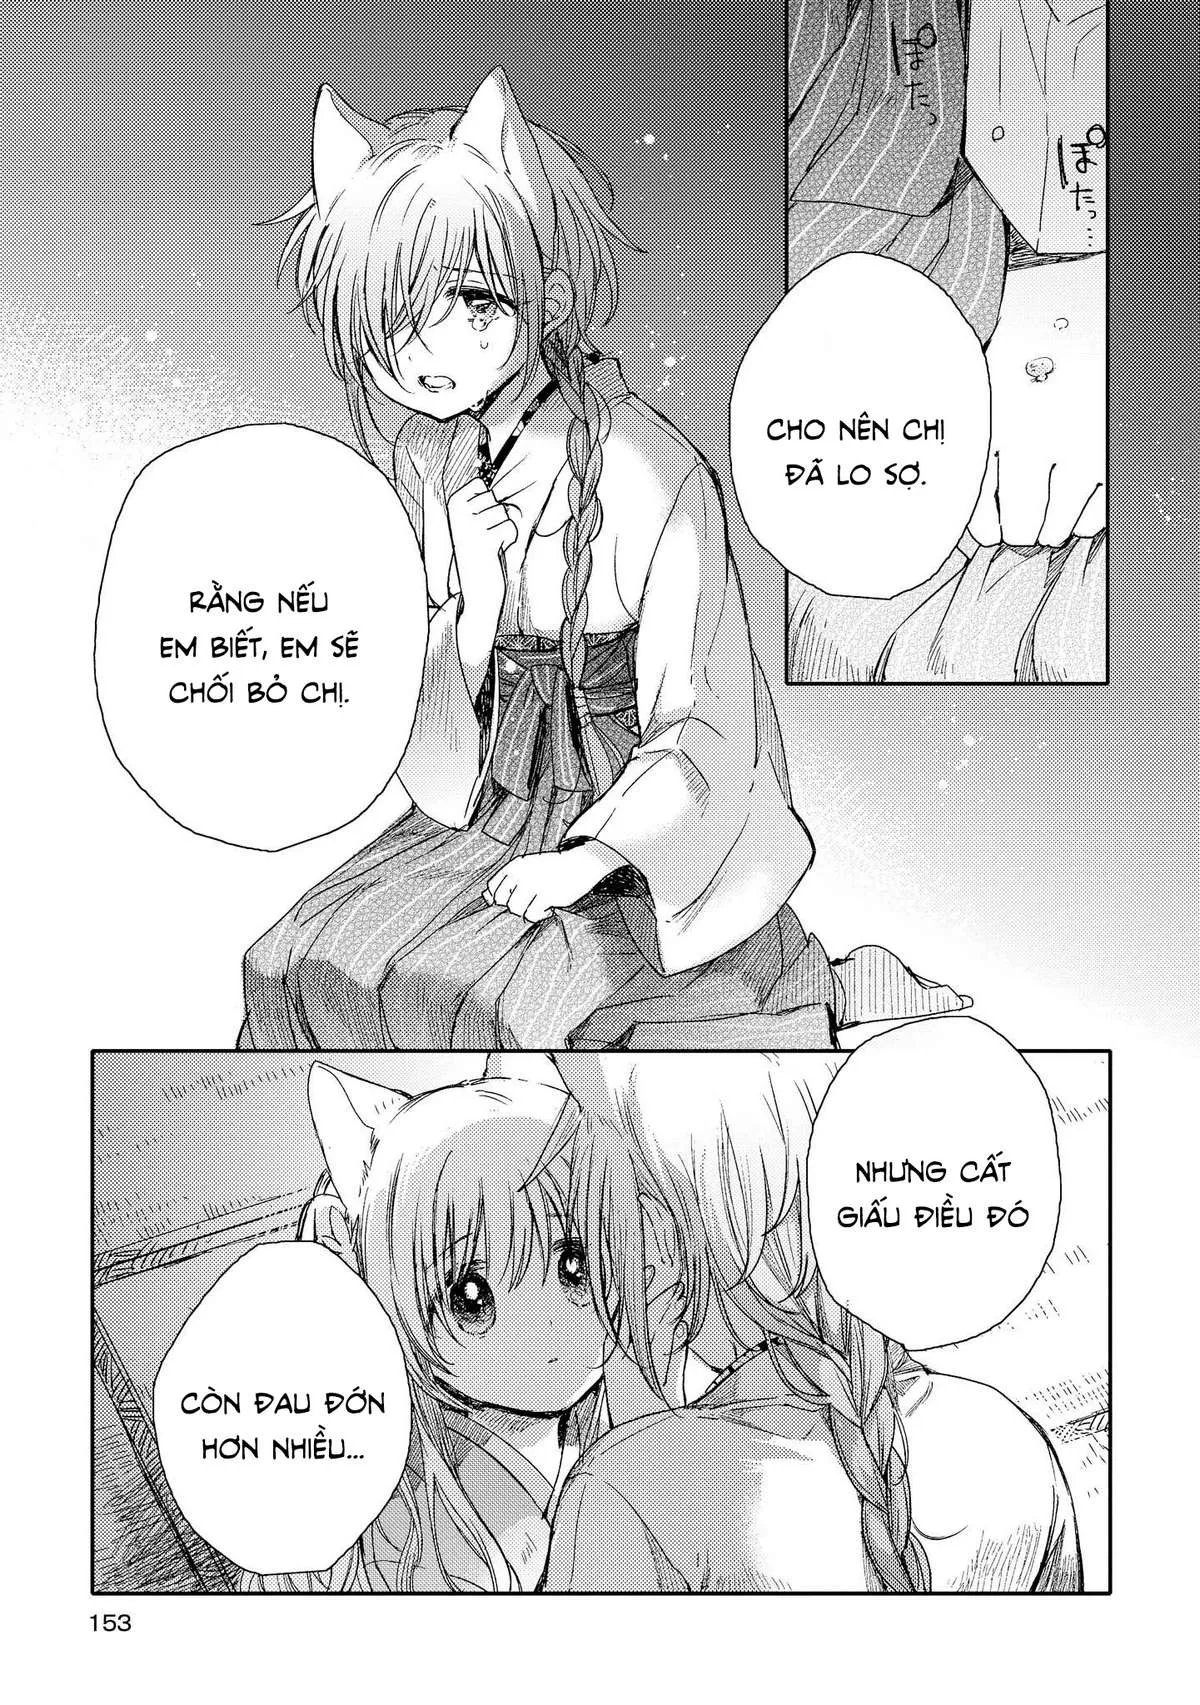 ぽたっ
ぽたっ…
CHO NÊN CHỊ
ĐÃ LO SỢ.
RẰNG NẾU
EM BIẾT, EM SẼ
CHỐI BỎ CHỊ.
NHƯNG CẤT
GIẤU ĐIỀU ĐÓ
CÒN ĐAU ĐỚN
HƠN NHIỀU...
153